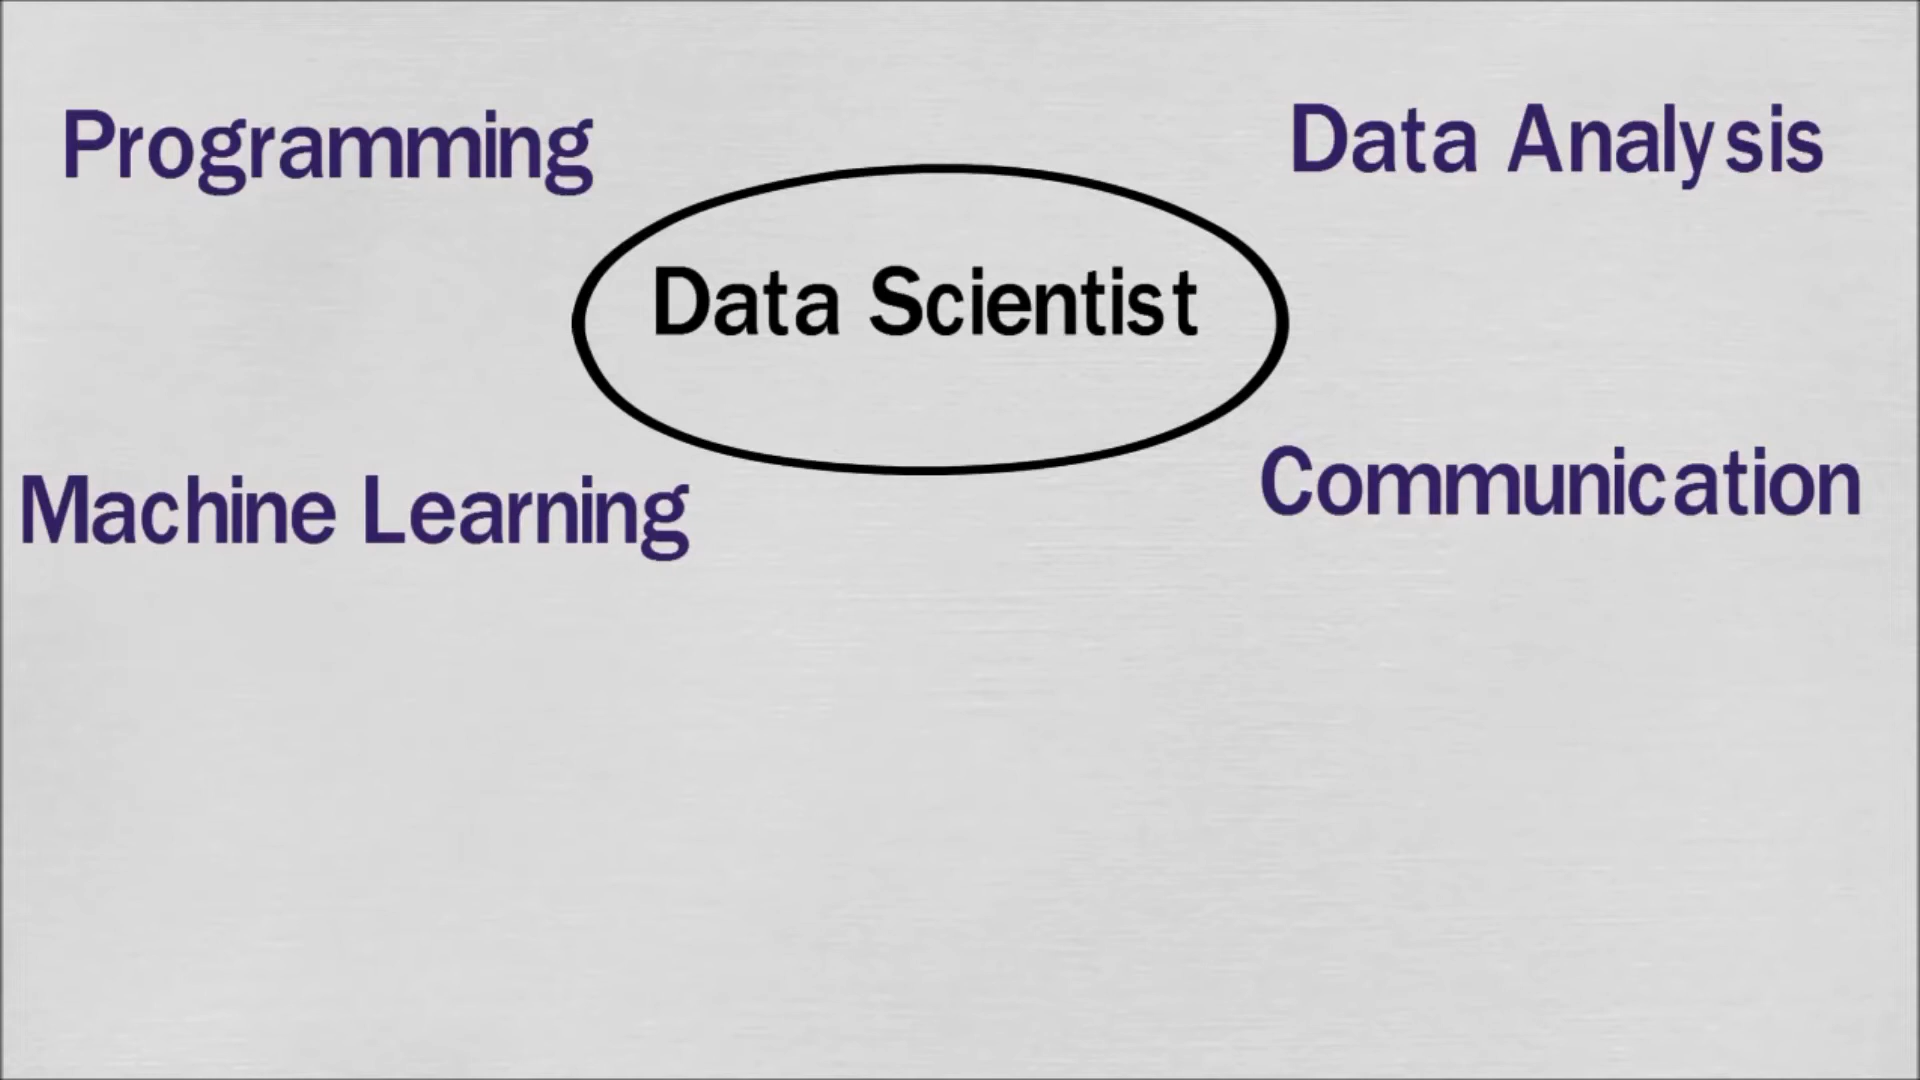 Programming
Data Analysis
Data Scientist
Machine Learning
Communication